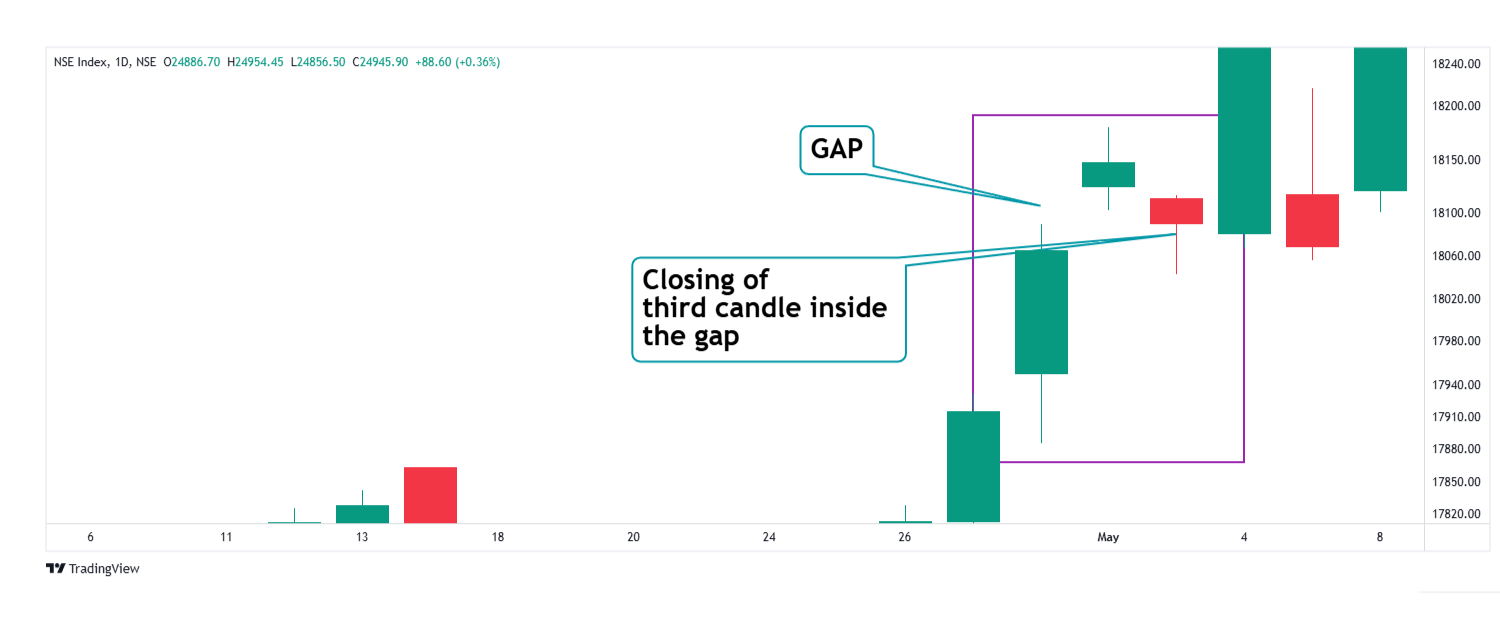 NSE Index, 1D, NSE O24886.70 H24954.45 L24856.50 C24945.90 +88.60 (+0.36%)
18240.00
18200.00
GAP
18150.00
18100.00
18060.00
Closing of
third candle inside
the gap
18020.00
17980.00
17940.00
17910.00
17880.00
17850.00
17820.00
6 11 13 18 20 24 26 May 4 8
TradingView